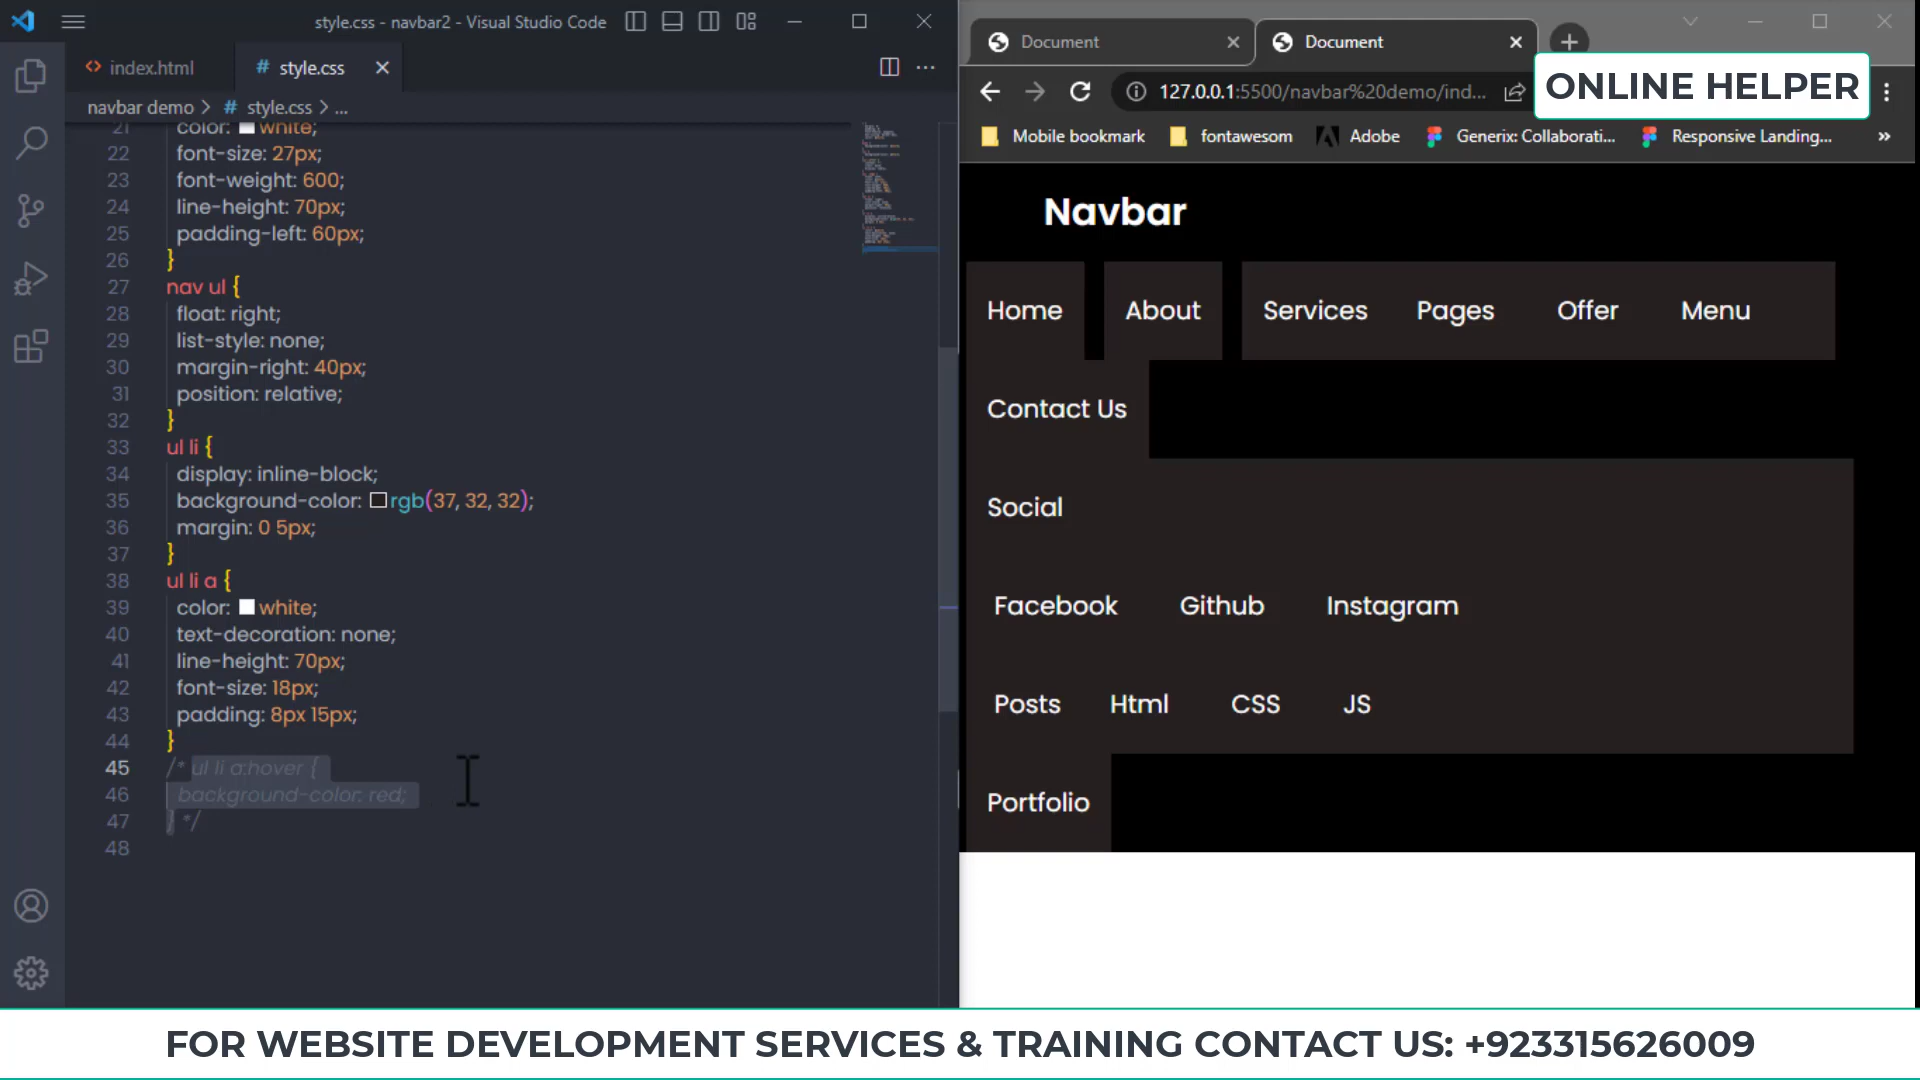 style.css - navbar2 - Visual Studio Code
index.html
# style.css
navbar demo > # style.css > ...
21 color: white;
22 font-size: 27px;
23 font-weight: 600;
24 line-height: 70px;
25 padding-left: 60px;
26 }
27 nav ul {
28 float: right;
29 list-style: none;
30 margin-right: 40px;
31 position: relative;
32 }
33 ul li {
34 display: inline-block;
35 background-color: rgb(37, 32, 32);
36 margin: 0 5px;
37 }
38 ul li a {
39 color: white;
40 text-decoration: none;
41 line-height: 70px;
42 font-size: 18px;
43 padding: 8px 15px;
44 }
45 /* ul li a:hover {
46 background-color: red;
47 } */
48
Document
Document
127.0.0.1:5500/navbar%20demo/ind...
ONLINE HELPER
Mobile bookmark
fontawesom
Adobe
Generix: Collaborati...
Responsive Landing...
»
Navbar
Home About Services Pages Offer Menu
Contact Us
Social
Facebook Github Instagram
Posts Html CSS JS
Portfolio
FOR WEBSITE DEVELOPMENT SERVICES & TRAINING CONTACT US: +923315626009